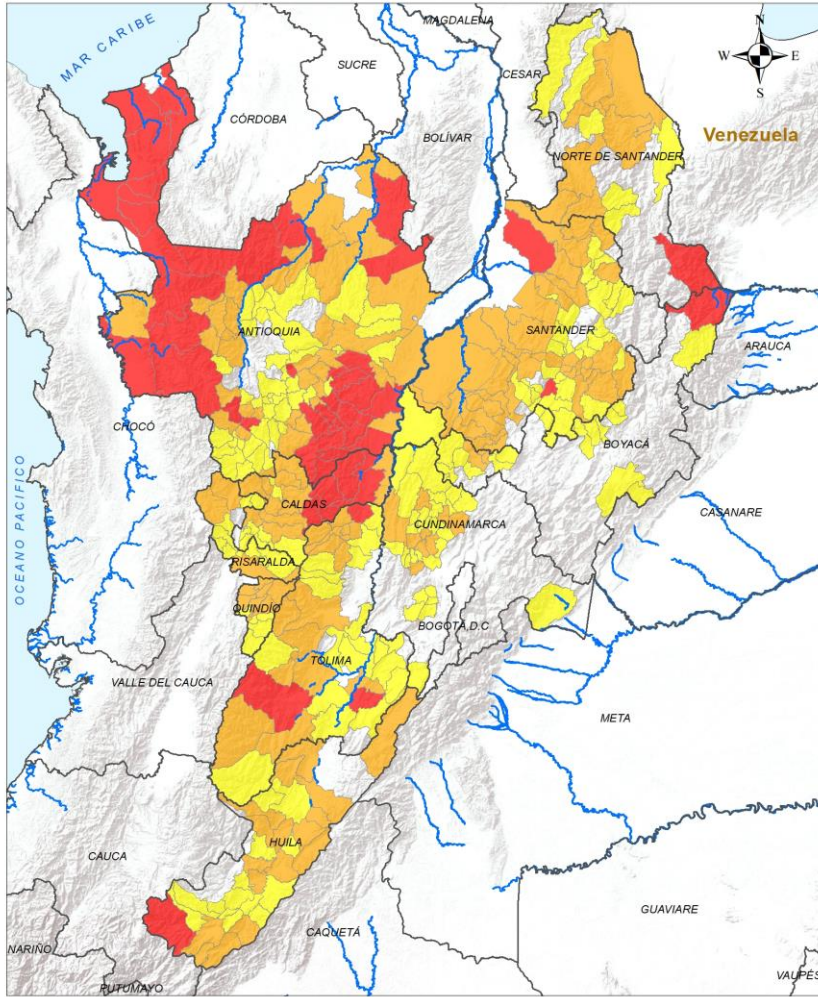 MAGDALENA
MAR CARIBE
SUCRE
CESAR
N
W E
S
CÓRDOBA
BOLÍVAR
Venezuela
NORTE DE SANTANDER
ANTIOQUIA
SANTANDER
ARAUCA
CHOCÓ
BOYACÁ
OCEANO PACIFICO
CALDAS
CUNDINAMARCA
CASANARE
RISARALDA
QUINDÍO
BOGOTÁ, D.C
TOLIMA
VALLE DEL CAUCA
META
HUILA
CAUCA
GUAVIARE
CAQUETÁ
NARIÑO
VAUPÉS
PUTUMAYO